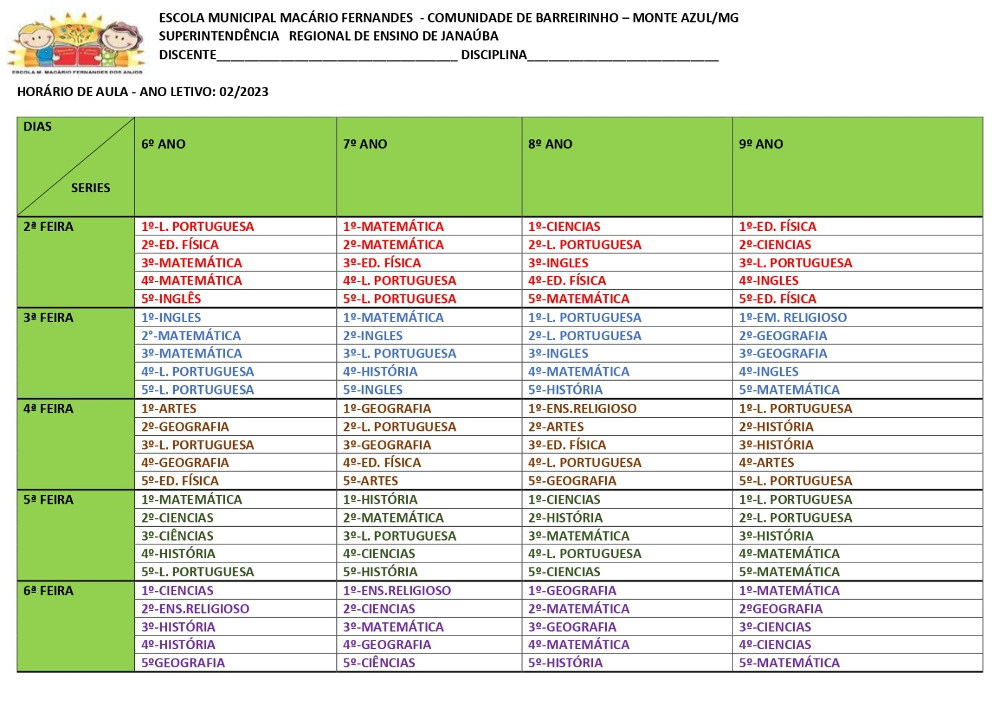 ESCOLA MUNICIPAL MACÁRIO FERNANDES - COMUNIDADE DE BARREIRINHO – MONTE AZUL/MG
SUPERINTENDÊNCIA REGIONAL DE ENSINO DE JANAÚBA
DISCENTE___________________________________ DISCIPLINA____________________________
ESCOLA M. MACÁRIO FERNANDES DOS ANJOS
HORÁRIO DE AULA - ANO LETIVO: 02/2023
DIAS
SERIES
6º ANO 7º ANO 8º ANO 9º ANO
2ª FEIRA 1º-L. PORTUGUESA 1º-MATEMÁTICA 1º-CIENCIAS 1º-ED. FÍSICA
2º-ED. FÍSICA 2º-MATEMÁTICA 2º-L. PORTUGUESA 2º-CIENCIAS
3º-MATEMÁTICA 3º-ED. FÍSICA 3º-INGLES 3º-L. PORTUGUESA
4º-MATEMÁTICA 4º-L. PORTUGUESA 4º-ED. FÍSICA 4º-INGLES
5º-INGLÊS 5º-L. PORTUGUESA 5º-MATEMÁTICA 5º-ED. FÍSICA
3ª FEIRA 1º-INGLES 1º-MATEMÁTICA 1º-L. PORTUGUESA 1º-EM. RELIGIOSO
2°-MATEMÁTICA 2º-INGLES 2º-L. PORTUGUESA 2º-GEOGRAFIA
3º-MATEMÁTICA 3º-L. PORTUGUESA 3º-INGLES 3º-GEOGRAFIA
4º-L. PORTUGUESA 4º-HISTÓRIA 4º-MATEMÁTICA 4º-INGLES
5º-L. PORTUGUESA 5º-INGLES 5º-HISTÓRIA 5º-MATEMÁTICA
4ª FEIRA 1º-ARTES 1º-GEOGRAFIA 1º-ENS.RELIGIOSO 1º-L. PORTUGUESA
2º-GEOGRAFIA 2º-L. PORTUGUESA 2º-ARTES 2º-HISTÓRIA
3º-L. PORTUGUESA 3º-GEOGRAFIA 3º-ED. FÍSICA 3º-HISTÓRIA
4º-GEOGRAFIA 4º-ED. FÍSICA 4º-L. PORTUGUESA 4º-ARTES
5º-ED. FÍSICA 5º-ARTES 5º-GEOGRAFIA 5º-L. PORTUGUESA
5ª FEIRA 1º-MATEMÁTICA 1º-HISTÓRIA 1º-CIENCIAS 1º-L. PORTUGUESA
2º-CIENCIAS 2º-MATEMÁTICA 2º-HISTÓRIA 2º-L. PORTUGUESA
3º-CIÊNCIAS 3º-L. PORTUGUESA 3º-MATEMÁTICA 3º-HISTÓRIA
4º-HISTÓRIA 4º-CIENCIAS 4º-L. PORTUGUESA 4º-MATEMÁTICA
5º-L. PORTUGUESA 5º-HISTÓRIA 5º-CIENCIAS 5º-MATEMÁTICA
6ª FEIRA 1º-CIENCIAS 1º-ENS.RELIGIOSO 1º-GEOGRAFIA 1º-MATEMÁTICA
2º-ENS.RELIGIOSO 2º-CIENCIAS 2º-MATEMÁTICA 2ºGEOGRAFIA
3º-HISTÓRIA 3º-MATEMÁTICA 3º-GEOGRAFIA 3º-CIENCIAS
4º-HISTÓRIA 4º-GEOGRAFIA 4º-MATEMÁTICA 4º-CIENCIAS
5ºGEOGRAFIA 5º-CIÊNCIAS 5º-HISTÓRIA 5º-MATEMÁTICA